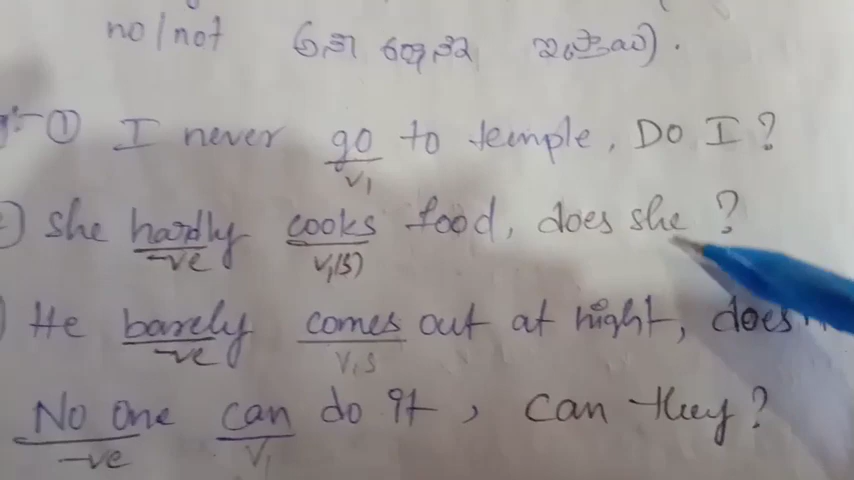 no/not
① I never go to temple, Do I?
V₁
She hardly cooks food, does she ?
-ve V₁(s)
He barely comes out at night, does
-ve V₁s
No one can do it, can they?
-ve V₁